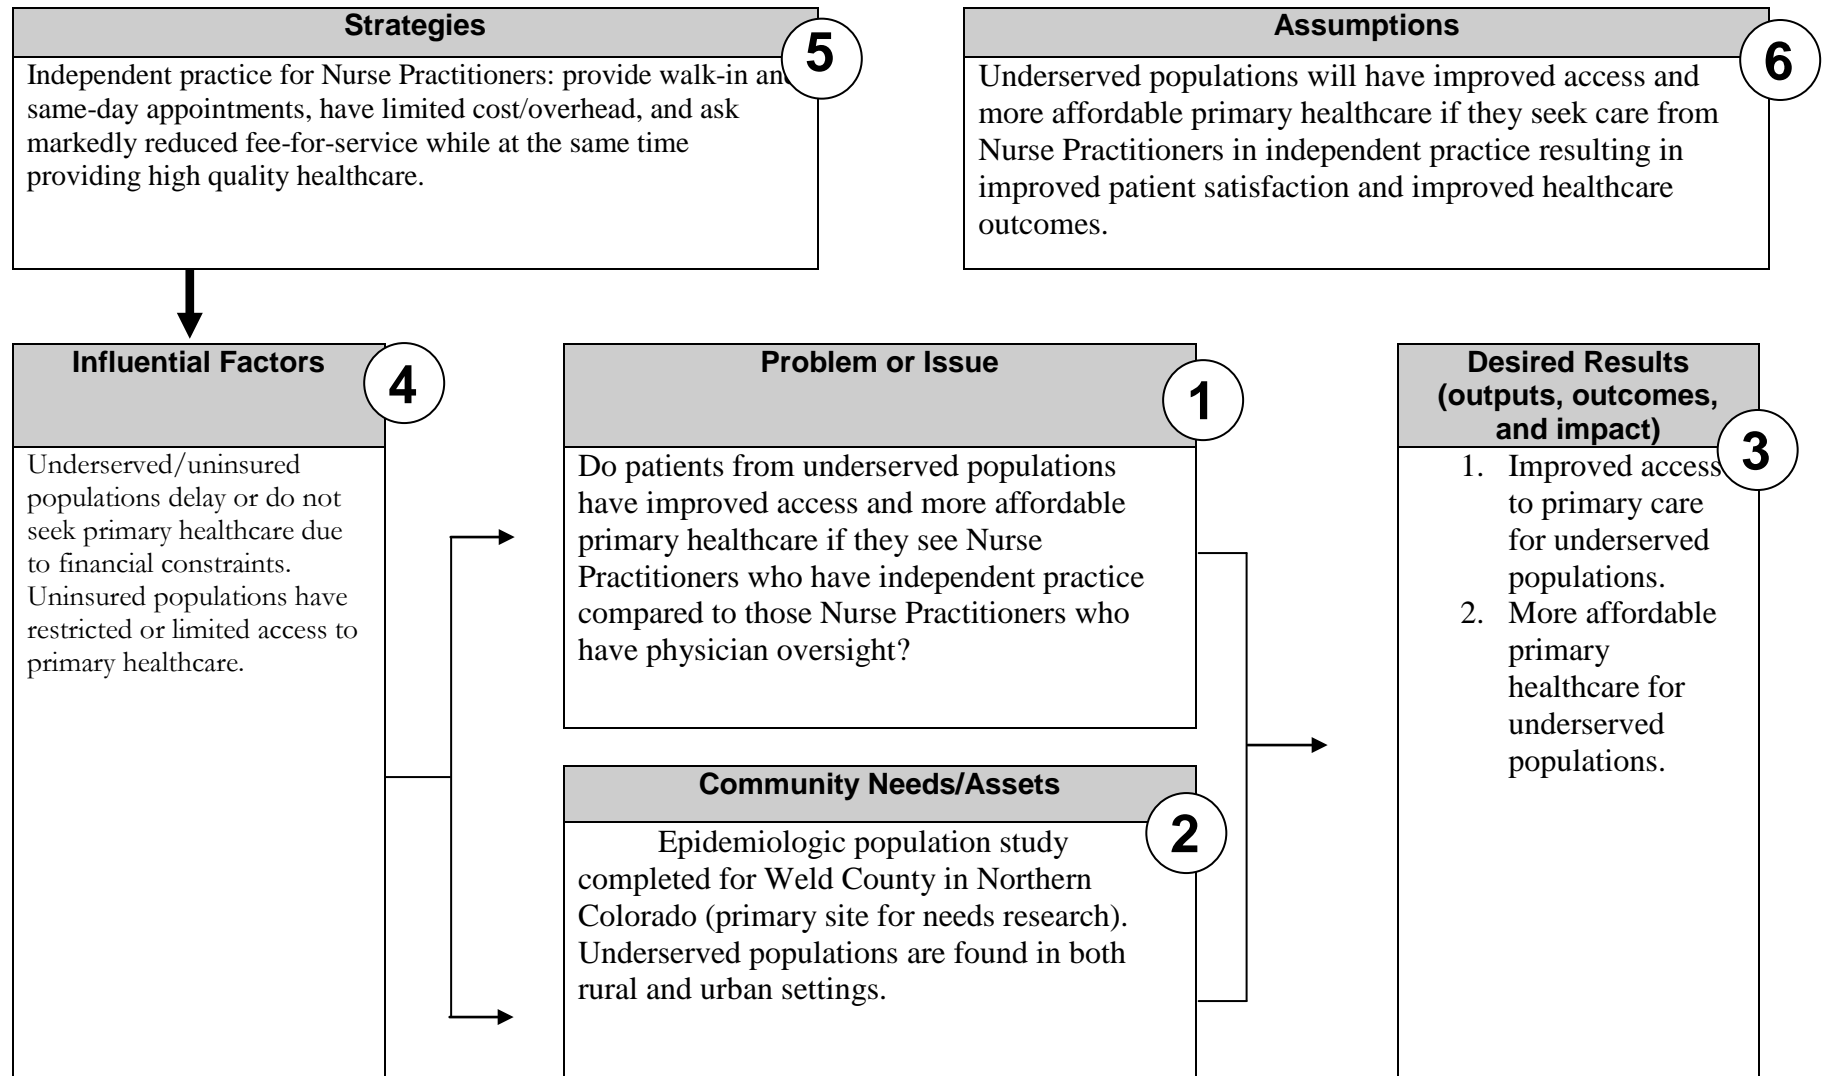 Strategies
5
Independent practice for Nurse Practitioners: provide walk-in and
same-day appointments, have limited cost/overhead, and ask
markedly reduced fee-for-service while at the same time
providing high quality healthcare.
Assumptions
6
Underserved populations will have improved access and
more affordable primary healthcare if they seek care from
Nurse Practitioners in independent practice resulting in
improved patient satisfaction and improved healthcare
outcomes.
Influential Factors
4
Underserved/uninsured
populations delay or do not
seek primary healthcare due
to financial constraints.
Uninsured populations have
restricted or limited access to
primary healthcare.
Problem or Issue
1
Do patients from underserved populations
have improved access and more affordable
primary healthcare if they see Nurse
Practitioners who have independent practice
compared to those Nurse Practitioners who
have physician oversight?
Community Needs/Assets
2
Epidemiologic population study
completed for Weld County in Northern
Colorado (primary site for needs research).
Underserved populations are found in both
rural and urban settings.
Desired Results
(outputs, outcomes,
and impact)
3
1. Improved access
to primary care
for underserved
populations.
2. More affordable
primary
healthcare for
underserved
populations.